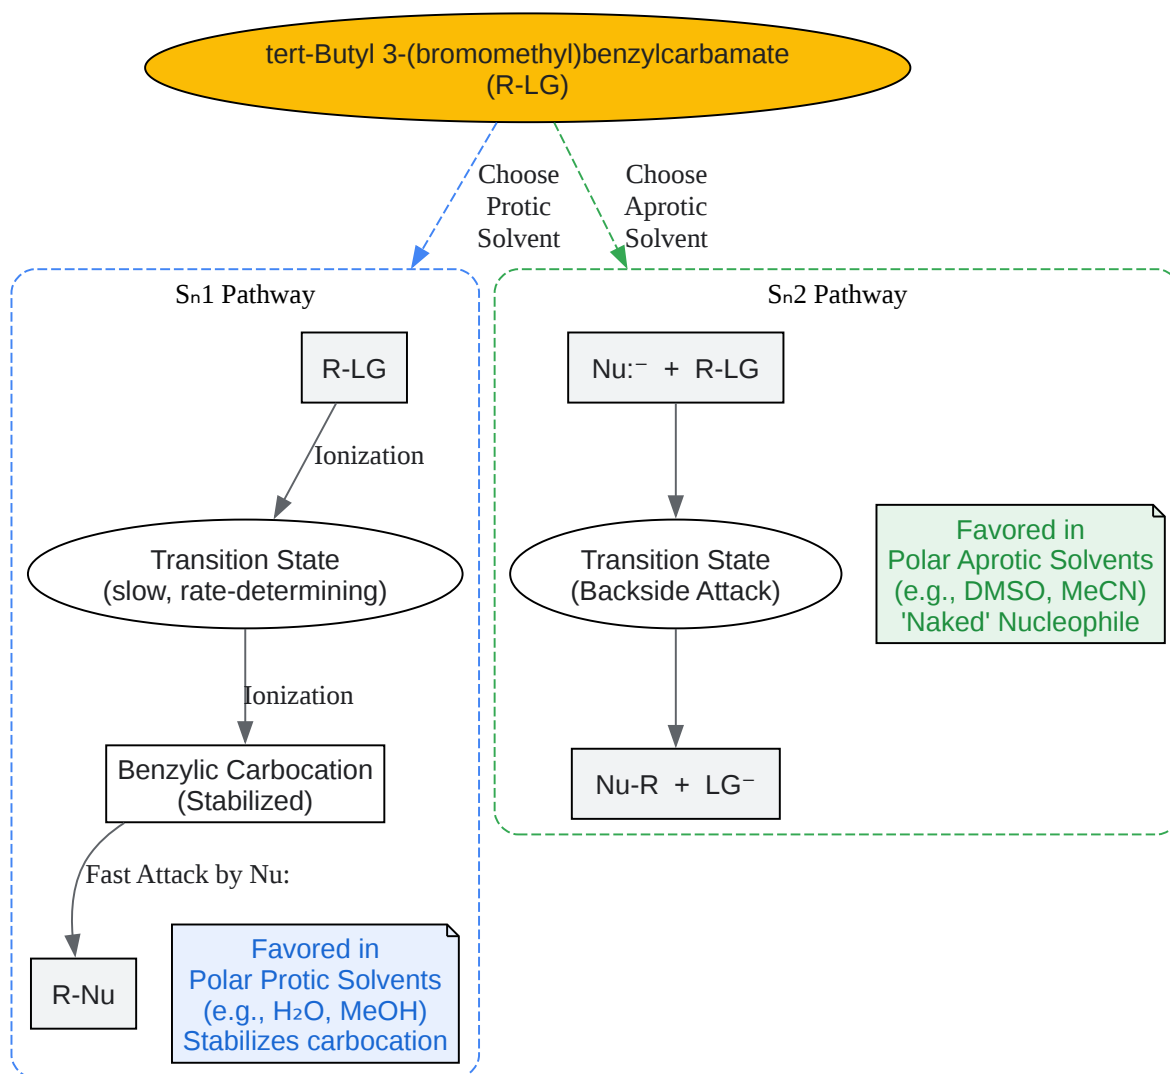 tert-Butyl 3-(bromomethyl)benzylcarbamate
(R-LG)
Choose
Protic
Solvent
Choose
Aprotic
Solvent
Sₙ1 Pathway
R-LG
Ionization
Transition State
(slow, rate-determining)
Ionization
Benzylic Carbocation
(Stabilized)
Fast Attack by Nu:
R-Nu
Favored in
Polar Protic Solvents
(e.g., H₂O, MeOH)
Stabilizes carbocation
Sₙ2 Pathway
Nu:⁻ + R-LG
Transition State
(Backside Attack)
Nu-R + LG⁻
Favored in
Polar Aprotic Solvents
(e.g., DMSO, MeCN)
'Naked' Nucleophile